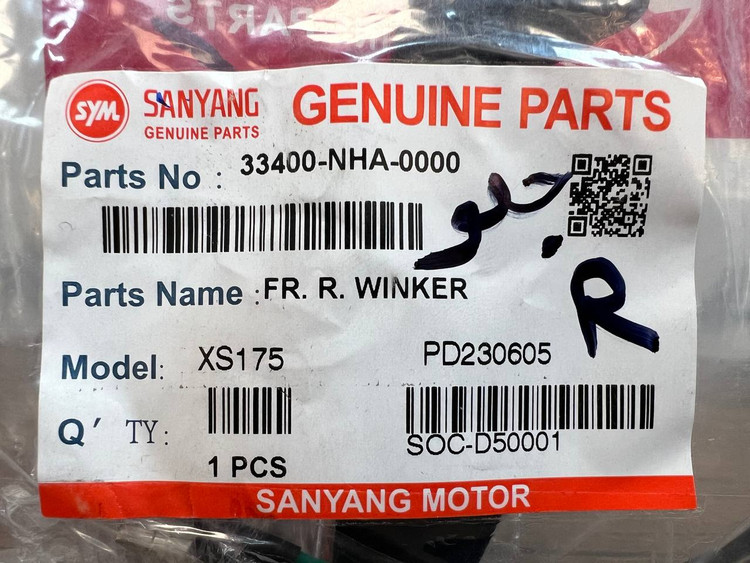 PARTS
SYM SANYANG GENUINE PARTS
GENUINE PARTS
Parts No : 33400-NHA-0000
Parts Name : FR. R. WINKER
R
Model: XS175 PD230605
Q' TY: SOC-D50001
1 PCS
SANYANG MOTOR